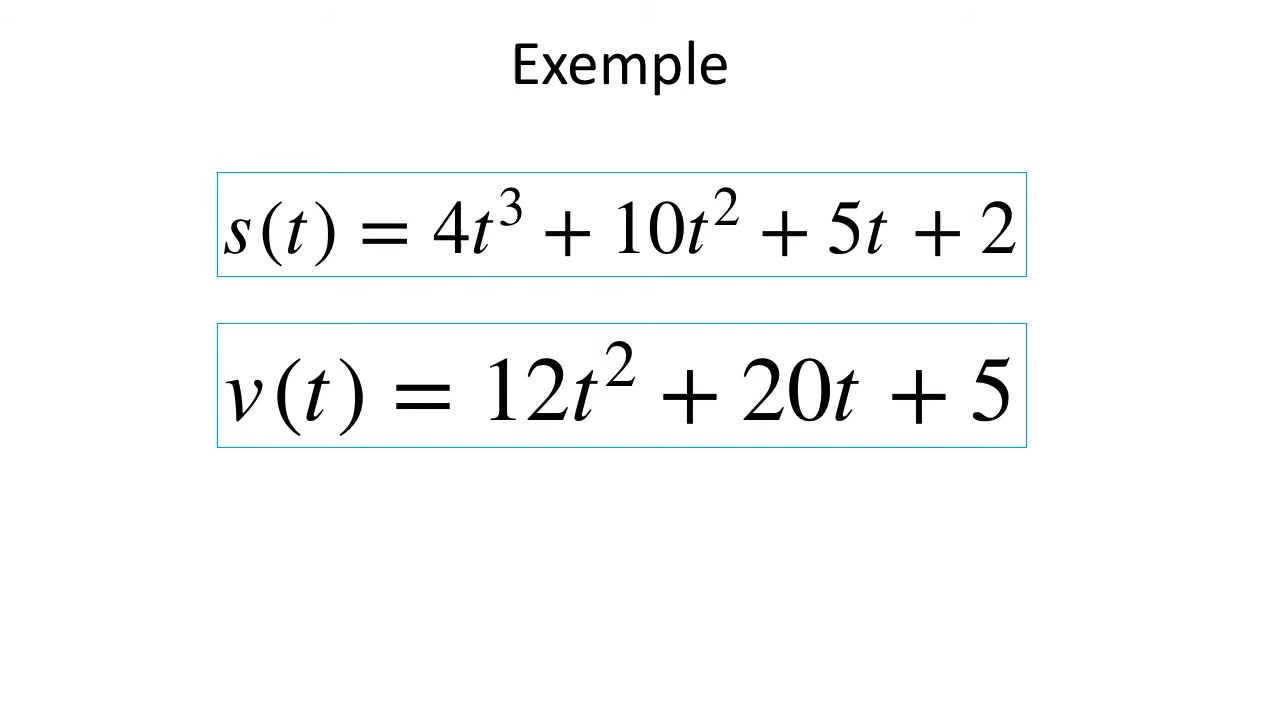 Exemple
s(t) = 4t³ + 10t² + 5t + 2
v(t) = 12t² + 20t + 5